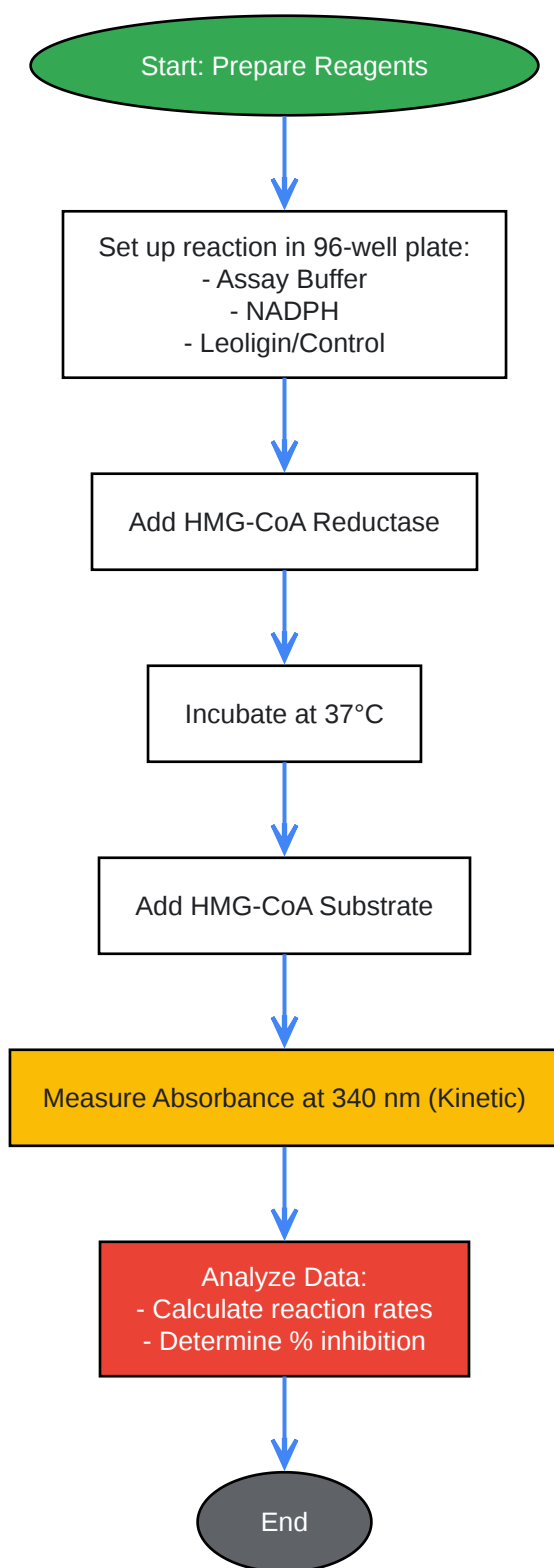 Start: Prepare Reagents
Set up reaction in 96-well plate:
- Assay Buffer
- NADPH
- Leoligin/Control
Add HMG-CoA Reductase
Incubate at 37°C
Add HMG-CoA Substrate
Measure Absorbance at 340 nm (Kinetic)
Analyze Data:
- Calculate reaction rates
- Determine % inhibition
End